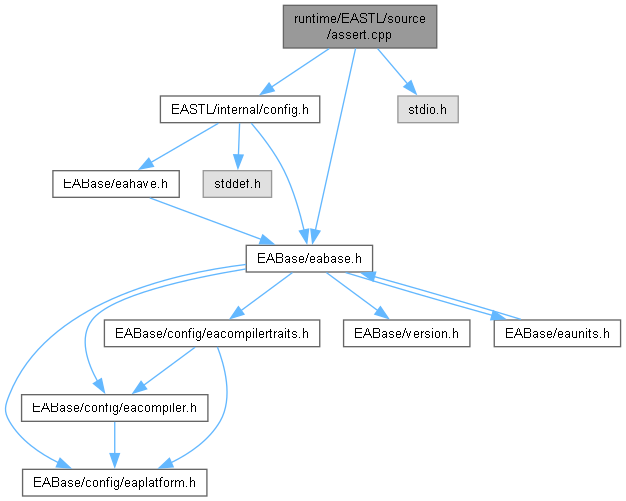 runtime/EASTL/source
/assert.cpp
EASTL/internal/config.h
stdio.h
EABase/eahave.h
stddef.h
EABase/eabase.h
EABase/config/eacompilertraits.h
EABase/version.h
EABase/eaunits.h
EABase/config/eacompiler.h
EABase/config/eaplatform.h